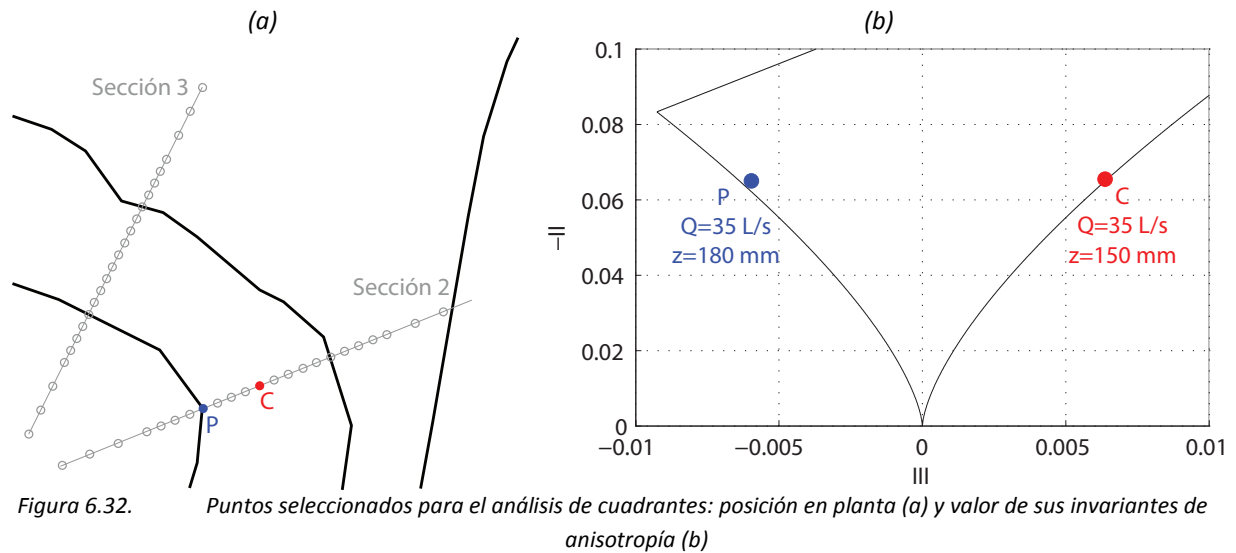 (a)
Sección 3
Sección 2
P
C
(b)
0.1
0.08
0.06
0.04
0.02
0
−II
P
Q=35 L/s
z=180 mm
C
Q=35 L/s
z=150 mm
−0.01 −0.005 0 0.005 0.01
III
Figura 6.32. Puntos seleccionados para el análisis de cuadrantes: posición en planta (a) y valor de sus invariantes de
anisotropía (b)